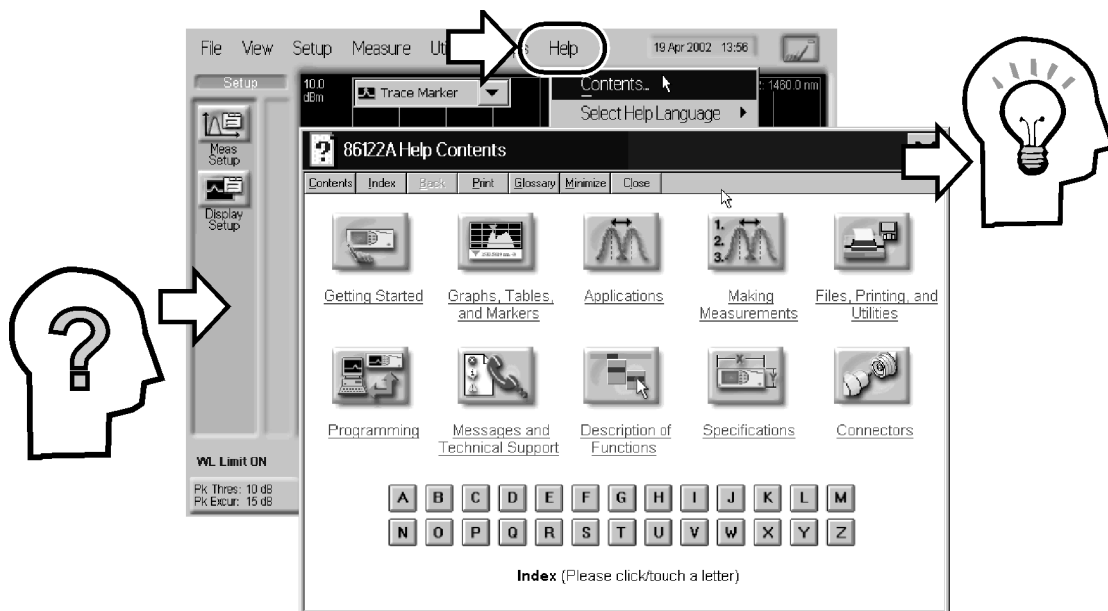 File View Setup Measure Help 19 Apr 2002 13:56
Setup
10.0
dBm
Trace Marker
Contents...
1460.0 nm
Select Help Language
Meas
Setup
Display
Setup
86122A Help Contents
Contents Index Back Print Glossary Minimize Close
Getting Started
Graphs, Tables,
and Markers
Applications
1.
2.
3.
Making
Measurements
Files, Printing, and
Utilities
Programming
Messages and
Technical Support
Description of
Functions
Specifications
Connectors
WL Limit ON
Pk Thres: 10 dB
Pk Excur: 15 dB
A B C D E F G H I J K L M
N O P Q R S T U V W X Y Z
Index (Please click/touch a letter)
?
?